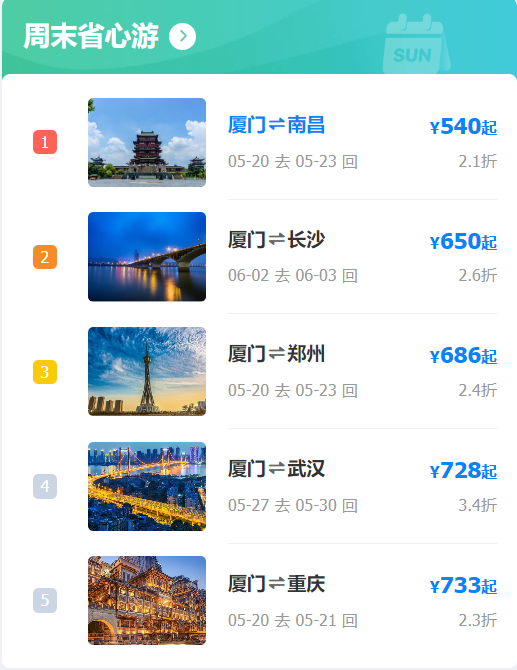 周末省心游
SUN
1
厦门⇌南昌
¥540起
05-20 去 05-23 回
2.1折
2
厦门⇌长沙
¥650起
06-02 去 06-03 回
2.6折
3
厦门⇌郑州
¥686起
05-20 去 05-23 回
2.4折
4
厦门⇌武汉
¥728起
05-27 去 05-30 回
3.4折
5
厦门⇌重庆
¥733起
05-20 去 05-21 回
2.3折